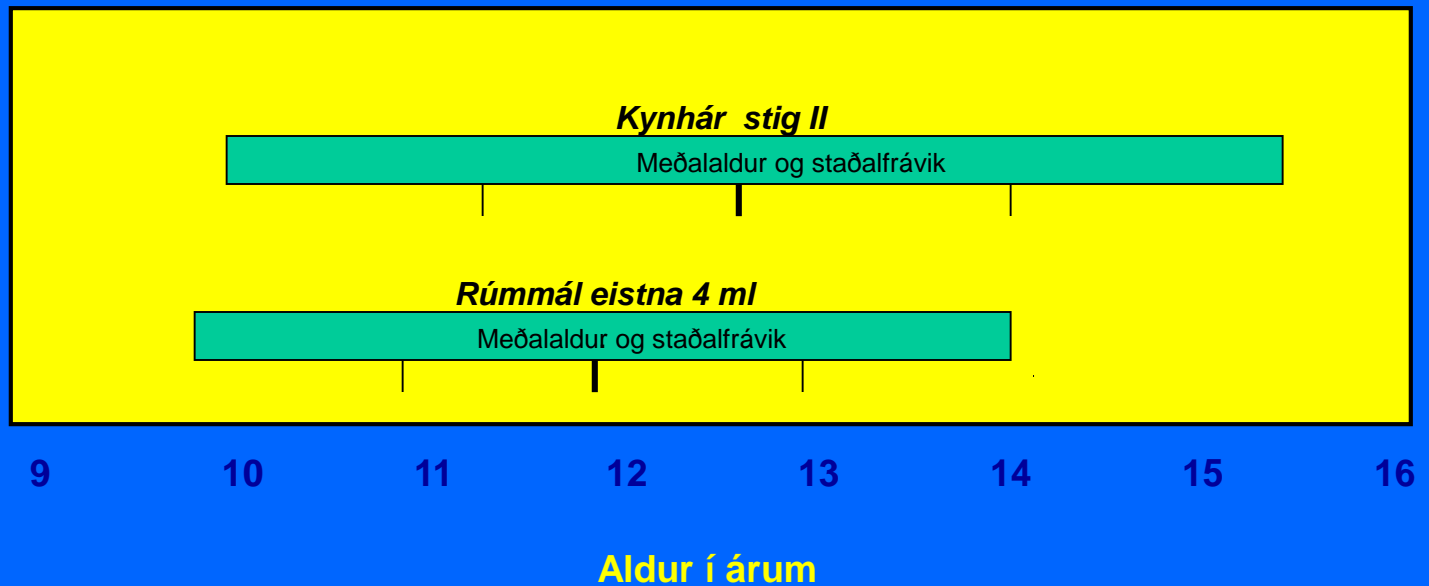 Kynhár stig II
Meðalaldur og staðalfrávik
Rúmmál eistna 4 ml
Meðalaldur og staðalfrávik
9 10 11 12 13 14 15 16
Aldur í árum